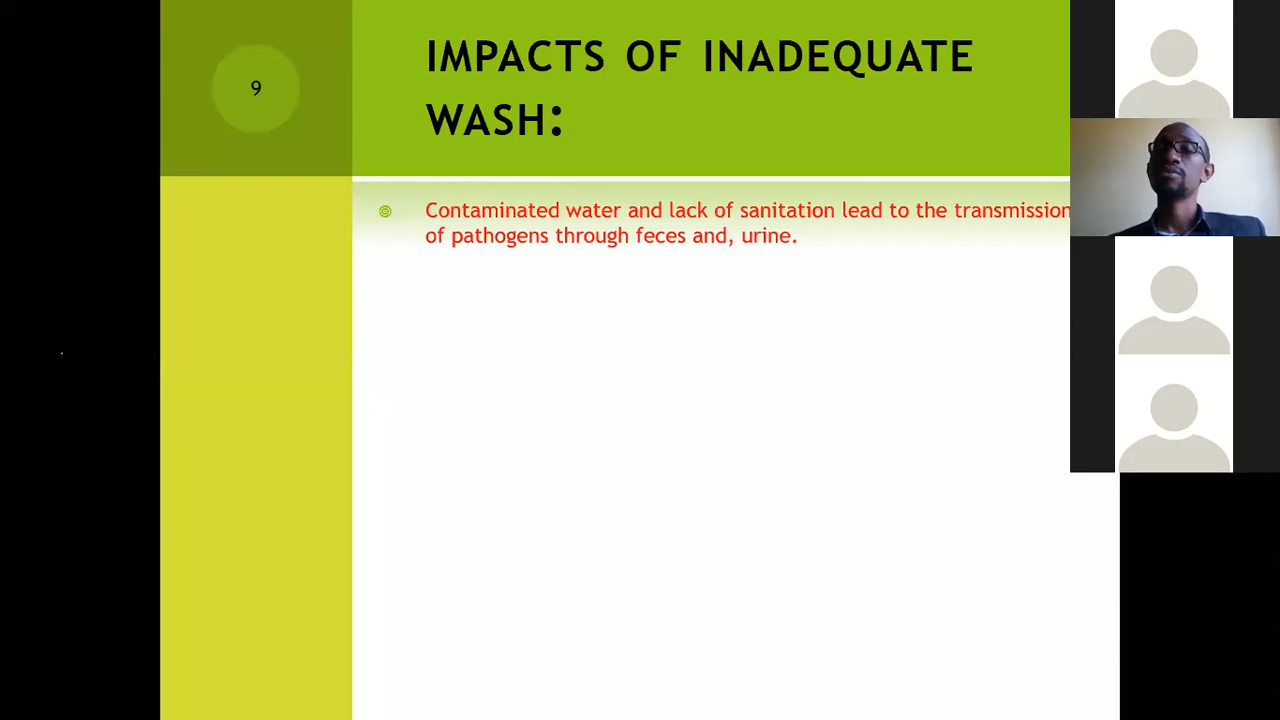 9
IMPACTS OF INADEQUATE
WASH:
Contaminated water and lack of sanitation lead to the transmission
of pathogens through feces and, urine.